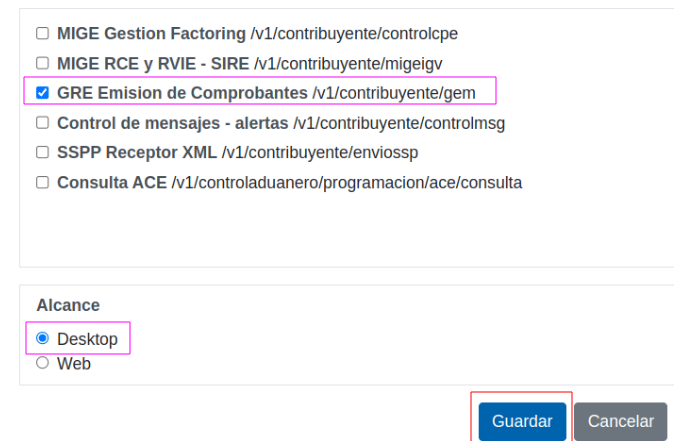 MIGE Gestion Factoring /v1/contribuyente/controlcpe
MIGE RCE y RVIE - SIRE /v1/contribuyente/migeigv
GRE Emision de Comprobantes /v1/contribuyente/gem
Control de mensajes - alertas /v1/contribuyente/controlmsg
SSPP Receptor XML /v1/contribuyente/enviossp
Consulta ACE /v1/controladuanero/programacion/ace/consulta
Alcance
Desktop
Web
Guardar Cancelar